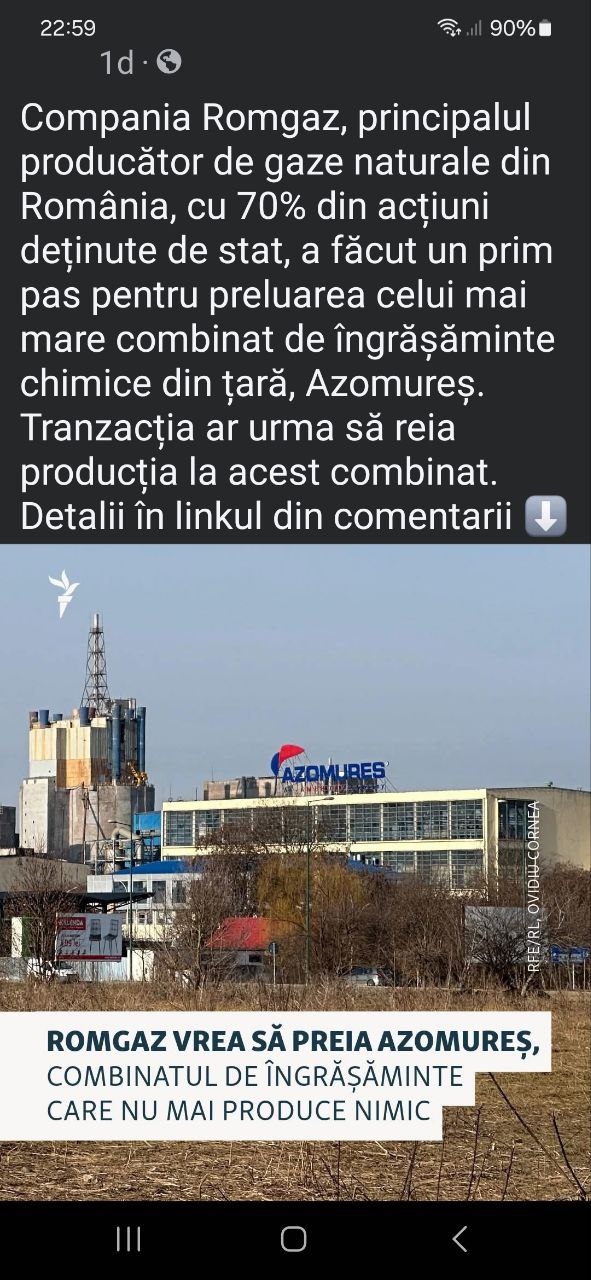 22:59
90%
1d ·
Compania Romgaz, principalul
producător de gaze naturale din
România, cu 70% din acțiuni
deținute de stat, a făcut un prim
pas pentru preluarea celui mai
mare combinat de îngrășăminte
chimice din țară, Azomureș.
Tranzacția ar urma să reia
producția la acest combinat.
Detalii în linkul din comentarii
AZOMUREȘ
RFE/RL, OVIDIU CORNEA
ROMGAZ VREA SĂ PREIA AZOMUREȘ,
COMBINATUL DE ÎNGRĂȘĂMINTE
CARE NU MAI PRODUCE NIMIC